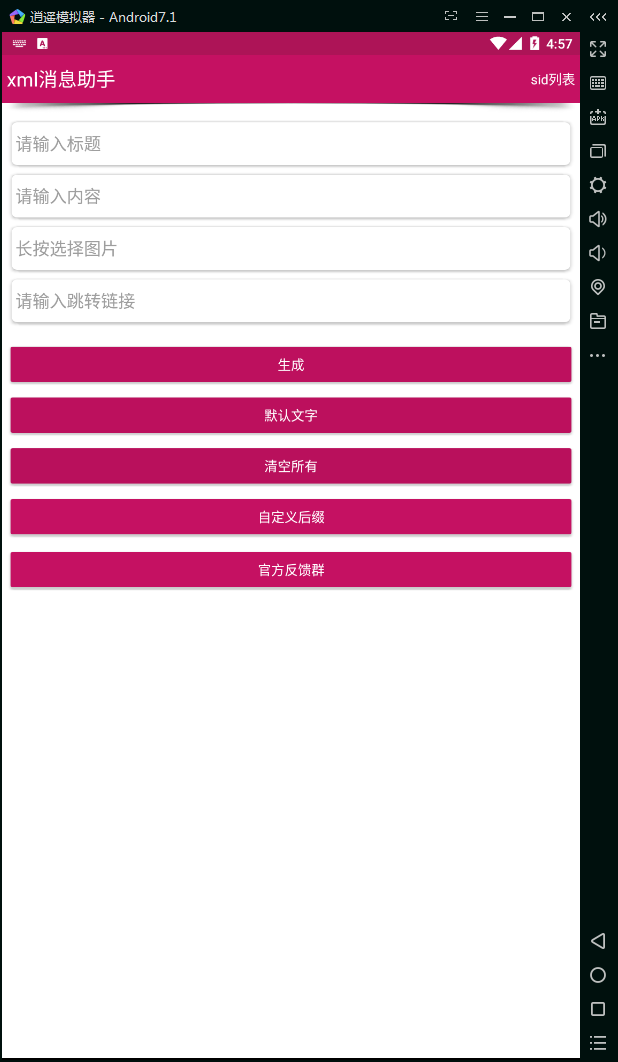 逍遥模拟器 - Android7.1
A
4:57
xml消息助手
sid列表
APK
请输入标题
请输入内容
长按选择图片
请输入跳转链接
生成
默认文字
清空所有
自定义后缀
官方反馈群